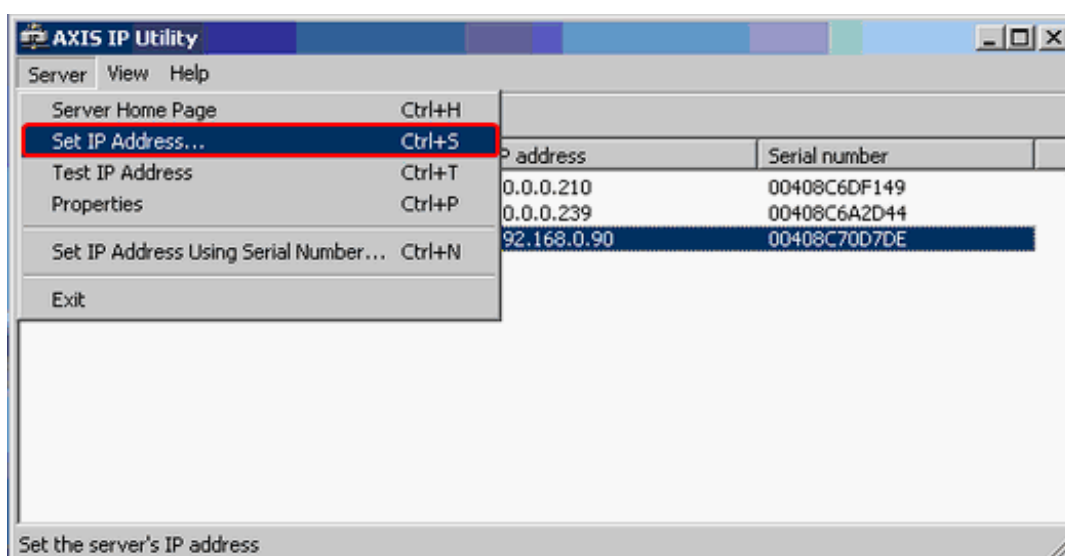 AXIS IP Utility
Server View Help
Server Home Page Ctrl+H
Set IP Address... Ctrl+S
Test IP Address Ctrl+T
Properties Ctrl+P
Set IP Address Using Serial Number... Ctrl+N
Exit
P address Serial number
0.0.0.210 00408C6DF149
0.0.0.239 00408C6A2D44
92.168.0.90 00408C70D7DE
Set the server's IP address